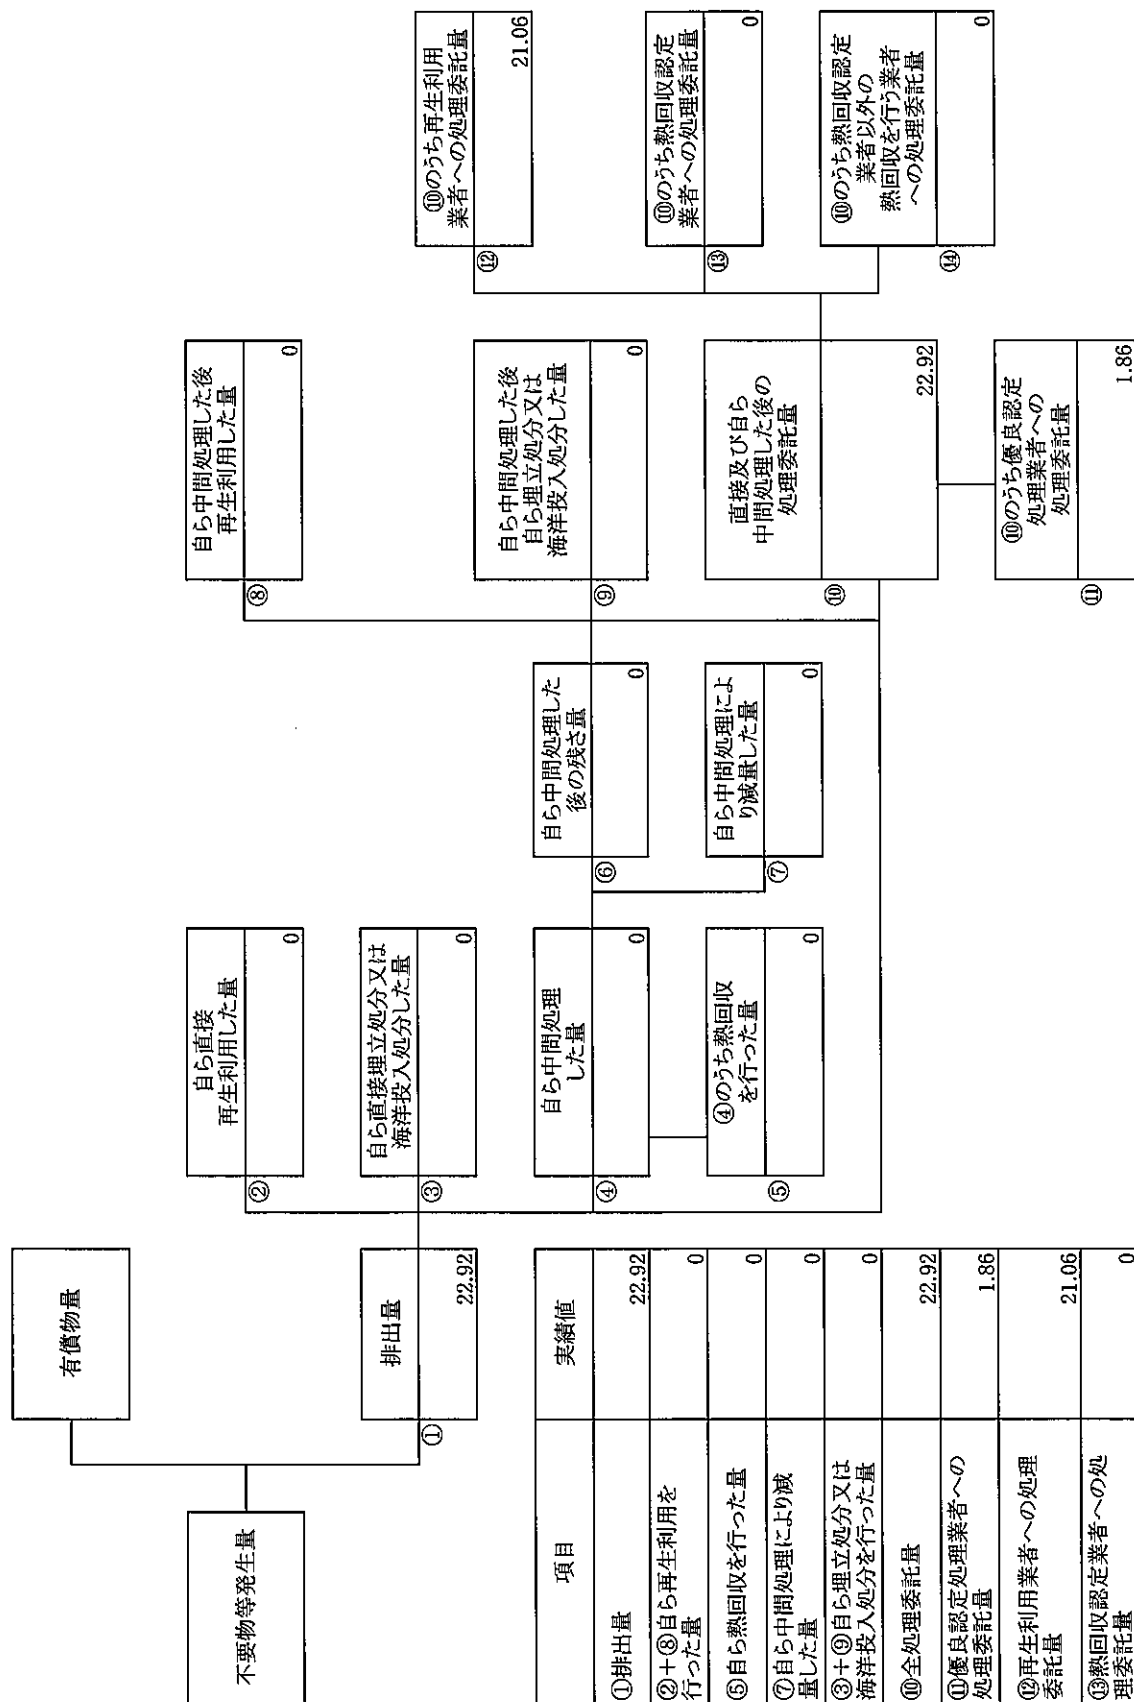 不要物等発生量
有償物量
排出量
①
22.92
自ら直接
再生利用した量
②
0
自ら直接埋立処分又は
海洋投入処分した量
③
0
自ら中間処理
した量
④
0
④のうち熱回収
を行った量
⑤
0
自ら中間処理した
後の残さ量
⑥
0
自ら中間処理によ
り減量した量
⑦
0
自ら中間処理した後
再生利用した量
⑧
0
自ら中間処理した後
自ら埋立処分又は
海洋投入処分した量
⑨
0
直接及び自ら
中間処理した後の
処理委託量
⑩
22.92
⑩のうち優良認定
処理業者への
処理委託量
⑪
1.86
⑩のうち再生利用
業者への処理委託量
⑫
21.06
⑩のうち熱回収認定
業者への処理委託量
⑬
0
⑩のうち熱回収認定
業者以外の
熱回収を行う業者
への処理委託量
⑭
0
項目 実績値
①排出量 22.92
②+⑧自ら再生利用を
行った量 0
⑤自ら熱回収を行った量 0
⑦自ら中間処理により減
量した量 0
③+⑨自ら埋立処分又は
海洋投入処分を行った量 0
⑩全処理委託量 22.92
⑪優良認定処理業者への
処理委託量 1.86
⑫再生利用業者への処理
委託量 21.06
⑬熱回収認定業者への処
理委託量 0